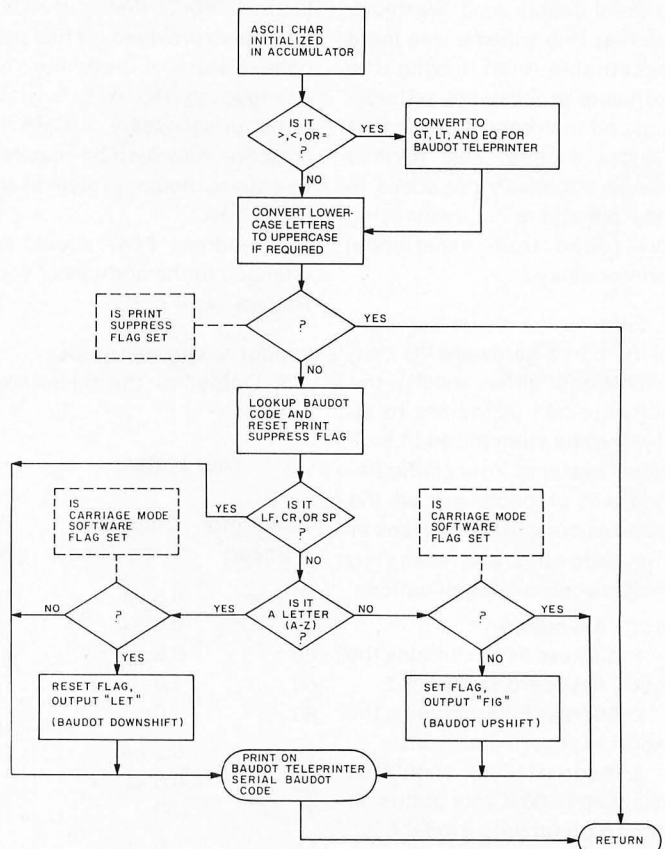 ASCII CHAR
INITIALIZED
IN ACCUMULATOR
IS IT
>,<,OR=
?
YES
CONVERT TO
GT, LT, AND EQ FOR
BAUDOT TELEPRINTER
NO
CONVERT LOWER-
CASE LETTERS
TO UPPERCASE
IF REQUIRED
IS PRINT
SUPPRESS
FLAG SET
?
YES
NO
LOOKUP BAUDOT
CODE AND
RESET PRINT
SUPPRESS FLAG
IS
CARRIAGE MODE
SOFTWARE
FLAG SET
YES
IS IT
LF, CR, OR SP
?
IS
CARRIAGE MODE
SOFTWARE
FLAG SET
NO
NO
?
YES
IS IT
A LETTER
(A-Z)
?
NO
?
YES
YES
NO
RESET FLAG,
OUTPUT "LET"
(BAUDOT DOWNSHIFT)
SET FLAG,
OUTPUT "FIG"
(BAUDOT UPSHIFT)
PRINT ON
BAUDOT TELEPRINTER
SERIAL BAUDOT
CODE
RETURN